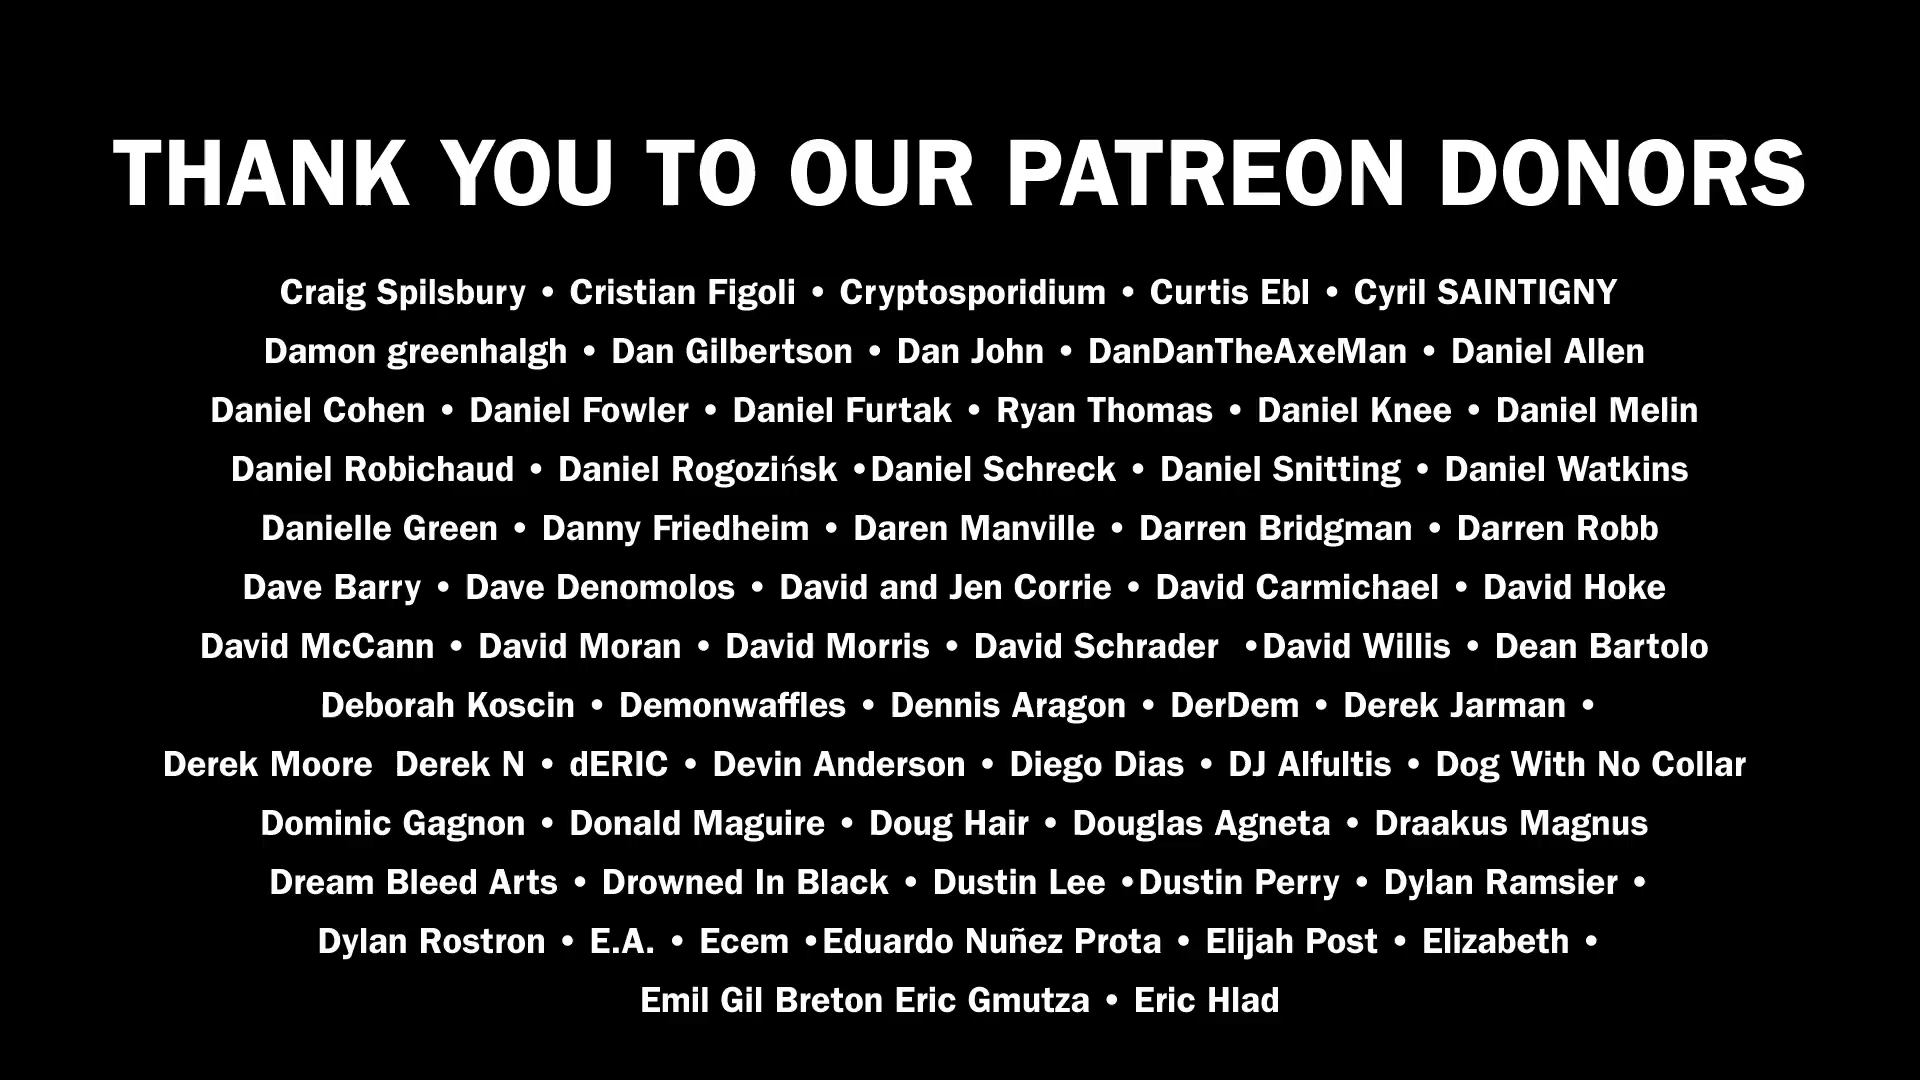 THANK YOU TO OUR PATREON DONORS
Craig Spilsbury • Cristian Figoli • Cryptosporidium • Curtis Ebl • Cyril SAINTIGNY
Damon greenhalgh • Dan Gilbertson • Dan John • DanDanTheAxeMan • Daniel Allen
Daniel Cohen • Daniel Fowler • Daniel Furtak • Ryan Thomas • Daniel Knee • Daniel Melin
Daniel Robichaud • Daniel Rogozińsk •Daniel Schreck • Daniel Snitting • Daniel Watkins
Danielle Green • Danny Friedheim • Daren Manville • Darren Bridgman • Darren Robb
Dave Barry • Dave Denomolos • David and Jen Corrie • David Carmichael • David Hoke
David McCann • David Moran • David Morris • David Schrader  •David Willis • Dean Bartolo
Deborah Koscin • Demonwaffles • Dennis Aragon • DerDem • Derek Jarman •
Derek Moore  Derek N • dERIC • Devin Anderson • Diego Dias • DJ Alfultis • Dog With No Collar
Dominic Gagnon • Donald Maguire • Doug Hair • Douglas Agneta • Draakus Magnus
Dream Bleed Arts • Drowned In Black • Dustin Lee •Dustin Perry • Dylan Ramsier •
Dylan Rostron • E.A. • Ecem •Eduardo Nuñez Prota • Elijah Post • Elizabeth •
Emil Gil Breton Eric Gmutza • Eric Hlad